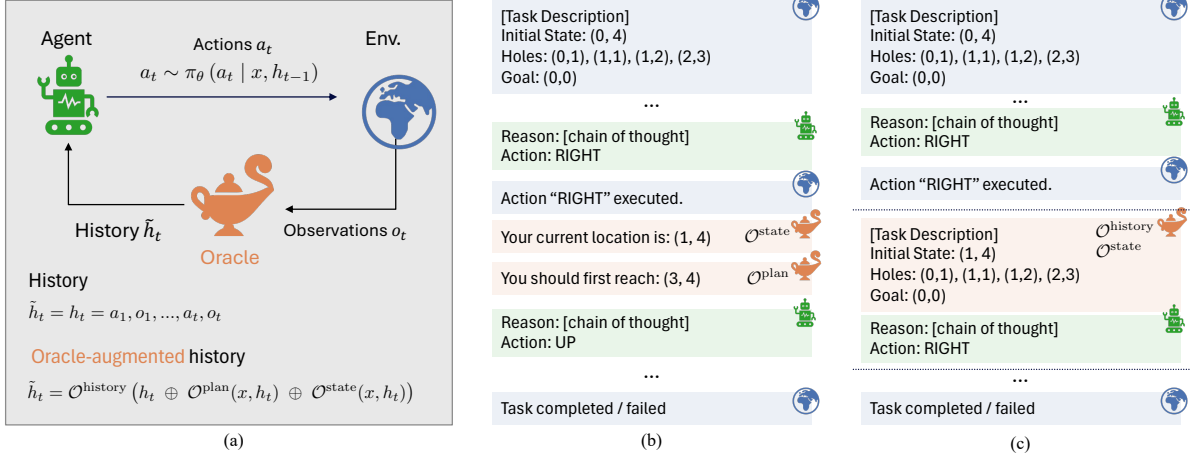 Agent
Actions a_t
Env.
a_t ∼ π_θ (a_t | x, h_{t−1})
History h̃_t
Oracle
Observations o_t
History
h̃_t = h_t = a_1, o_1, ..., a_t, o_t
Oracle-augmented history
h̃_t = O^history (h_t ⊕ O^plan(x, h_t) ⊕ O^state(x, h_t))
(a)
[Task Description]
Initial State: (0, 4)
Holes: (0,1), (1,1), (1,2), (2,3)
Goal: (0,0)
...
Reason: [chain of thought]
Action: RIGHT
Action “RIGHT” executed.
Your current location is: (1, 4) O^state
You should first reach: (3, 4) O^plan
Reason: [chain of thought]
Action: UP
...
Task completed / failed
(b)
[Task Description]
Initial State: (0, 4)
Holes: (0,1), (1,1), (1,2), (2,3)
Goal: (0,0)
...
Reason: [chain of thought]
Action: RIGHT
Action “RIGHT” executed.
O^history
[Task Description] O^state
Initial State: (1, 4)
Holes: (0,1), (1,1), (1,2), (2,3)
Goal: (0,0)
Reason: [chain of thought]
Action: RIGHT
...
Task completed / failed
(c)